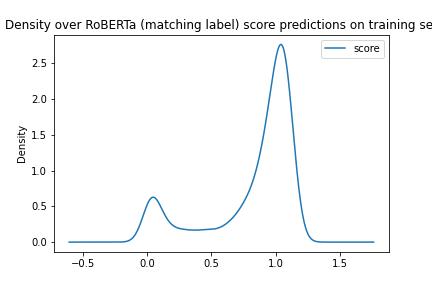 Density over RoBERTa (matching label) score predictions on training se
score
Density
2.5
2.0
1.5
1.0
0.5
0.0
−0.5 0.0 0.5 1.0 1.5